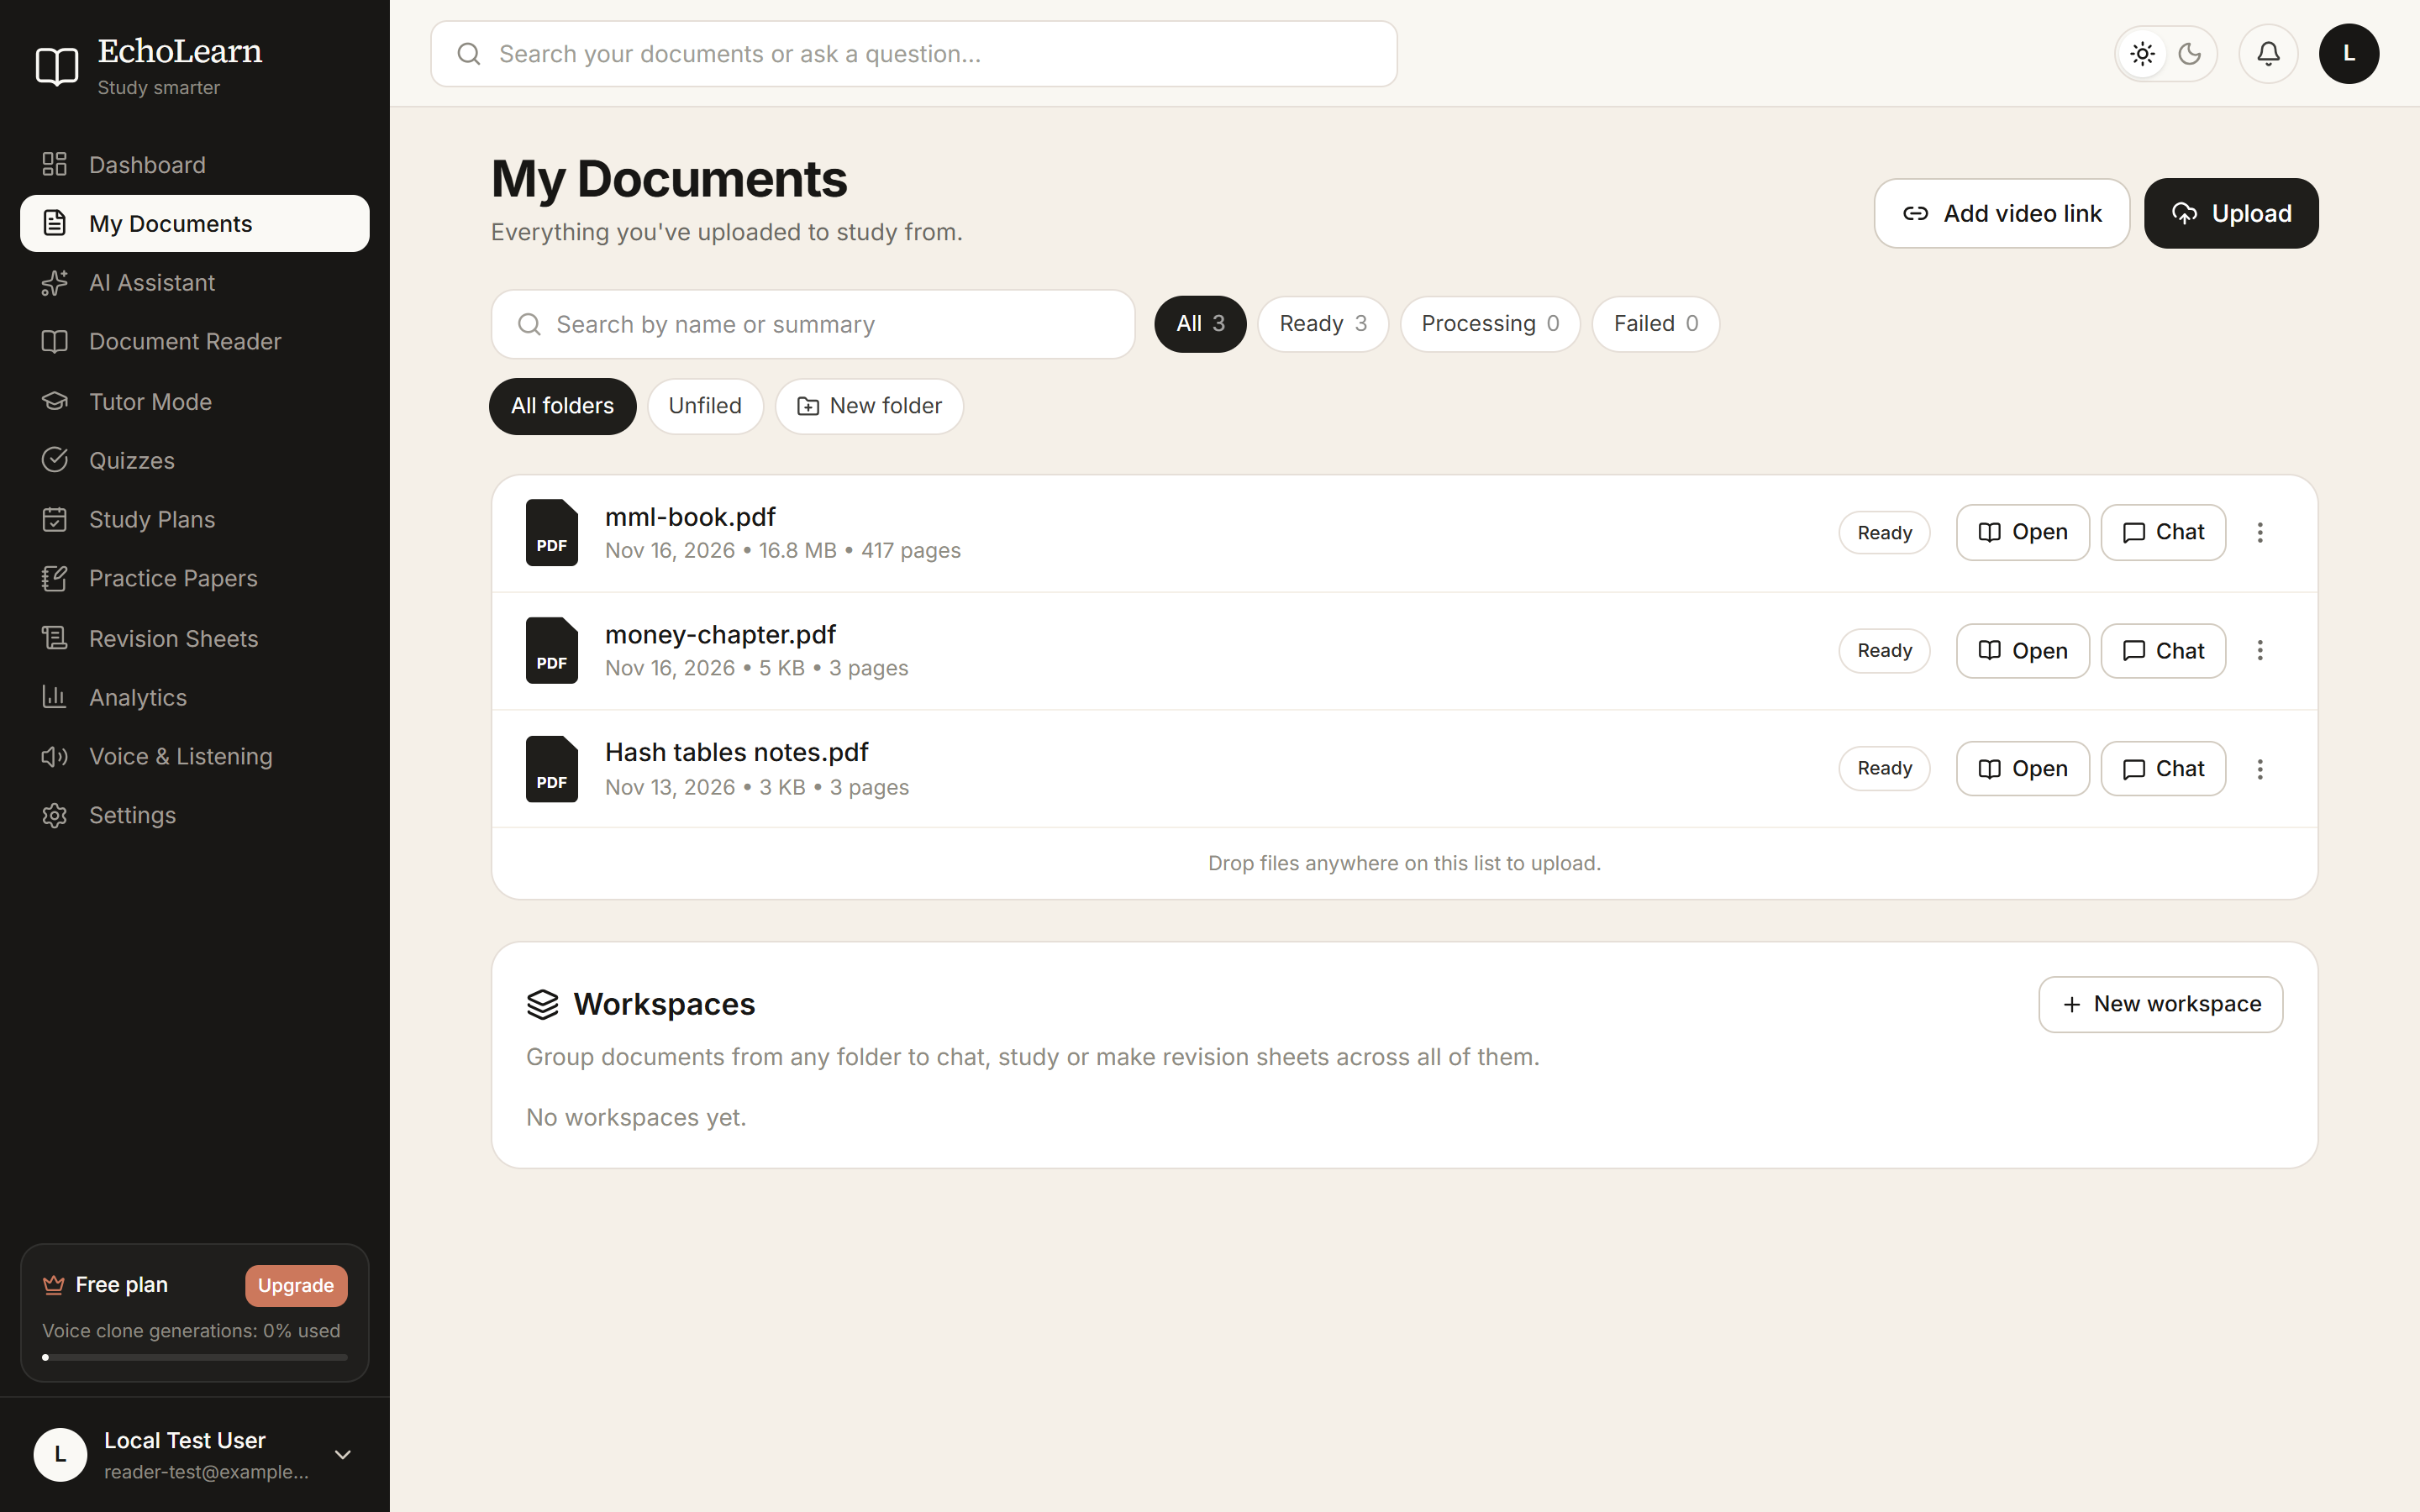 EchoLearn
Study smarter
Dashboard
My Documents
AI Assistant
Document Reader
Tutor Mode
Quizzes
Study Plans
Practice Papers
Revision Sheets
Analytics
Voice & Listening
Settings
Free plan
Upgrade
Voice clone generations: 0% used
L
Local Test User
reader-test@example...
Search your documents or ask a question...
L
My Documents
Everything you've uploaded to study from.
Add video link
Upload
Search by name or summary
All 3
Ready 3
Processing 0
Failed 0
All folders
Unfiled
New folder
PDF
mml-book.pdf
Nov 16, 2026 • 16.8 MB • 417 pages
Ready
Open
Chat
PDF
money-chapter.pdf
Nov 16, 2026 • 5 KB • 3 pages
Ready
Open
Chat
PDF
Hash tables notes.pdf
Nov 13, 2026 • 3 KB • 3 pages
Ready
Open
Chat
Drop files anywhere on this list to upload.
Workspaces
New workspace
Group documents from any folder to chat, study or make revision sheets across all of them.
No workspaces yet.